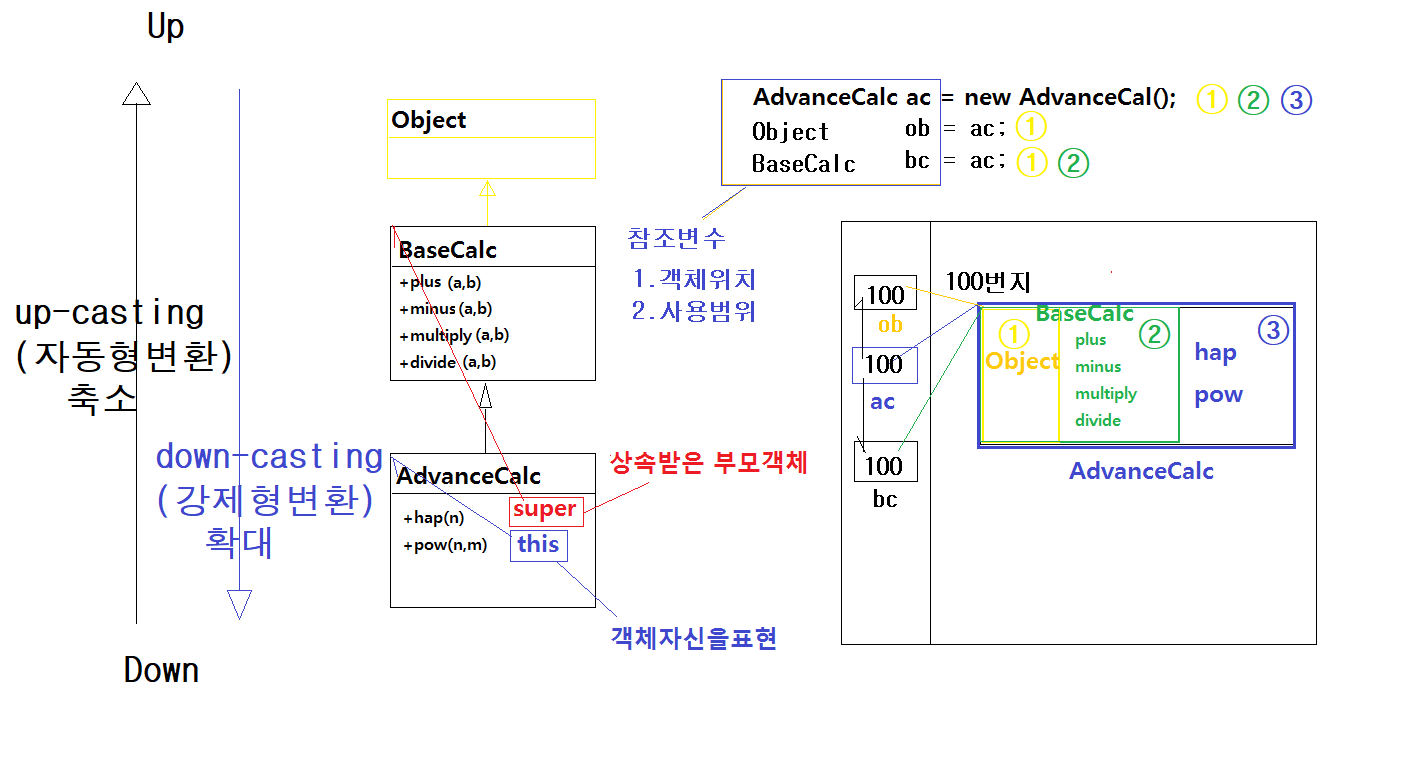 Up
up-casting
(자동형변환)
축소
down-casting
(강제형변환)
확대
Down
Object
BaseCalc
+plus (a,b)
+minus (a,b)
+multiply (a,b)
+divide (a,b)
AdvanceCalc
+hap(n)
+pow(n,m)
super
this
상속받은 부모객체
객체자신을표현
AdvanceCalc ac = new AdvanceCal(); ① ② ③
Object ob = ac; ①
BaseCalc bc = ac; ① ②
참조변수
1.객체위치
2.사용범위
100
ob
100
ac
100
bc
100번지
BaseCalc
①
Object
②
plus
minus
multiply
divide
③
hap
pow
AdvanceCalc